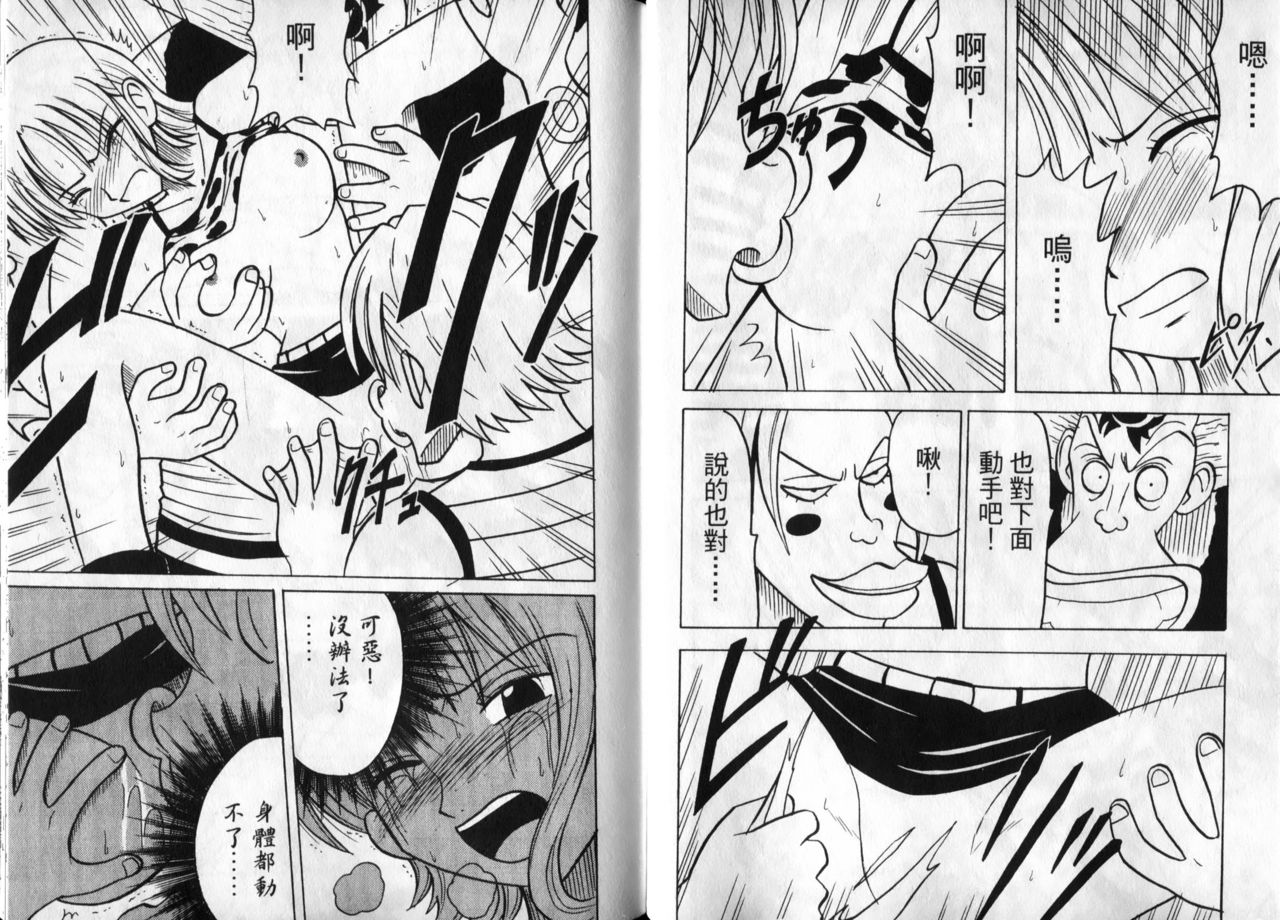 嗯……
嗚……
ピクッ
啊啊！
ちゅう
也對下面
動手吧！
啾！
說的也對……
啊！
クチュ
可惡！
沒辦法了
……
身體都動
不了……